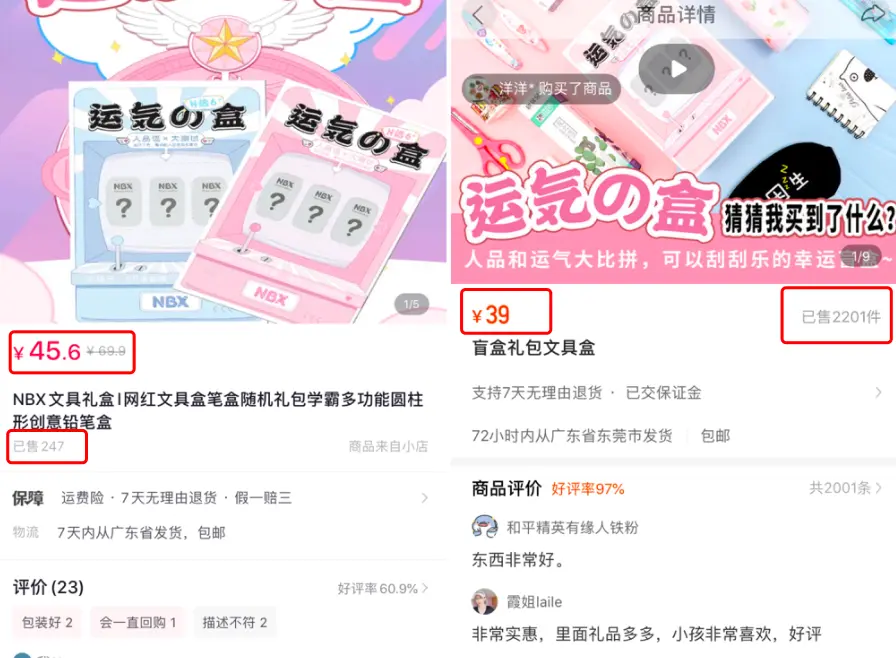 运気の盒
人品值×大测试
NBX
NBX
NBX
?
?
?
NBX
运気の盒
NBX
NBX
NBX
?
?
?
NBX
1/5
¥ 45.6 ¥ 69.9
NBX文具礼盒|网红文具盒笔盒随机礼包学霸多功能圆柱
形创意铅笔盒
已售 247
商品来自小店
保障 运费险 · 7天无理由退货 · 假一赔三
物流 7天内从广东省发货，包邮
评价 (23)
好评率 60.9%
包装好 2
会一直回购 1
描述不符 2
商品详情
洋洋* 购买了商品
NBX
运気の盒
猜猜我买到了什么?
人品和运气大比拼，可以刮刮乐的幸运盲盒~
1/9
¥ 39
已售2201件
盲盒礼包文具盒
支持7天无理由退货 · 已交保证金
72小时内从广东省东莞市发货
包邮
商品评价 好评率97%
共2001条
和平精英有缘人铁粉
东西非常好。
霞姐laile
非常实惠，里面礼品多多，小孩非常喜欢，好评